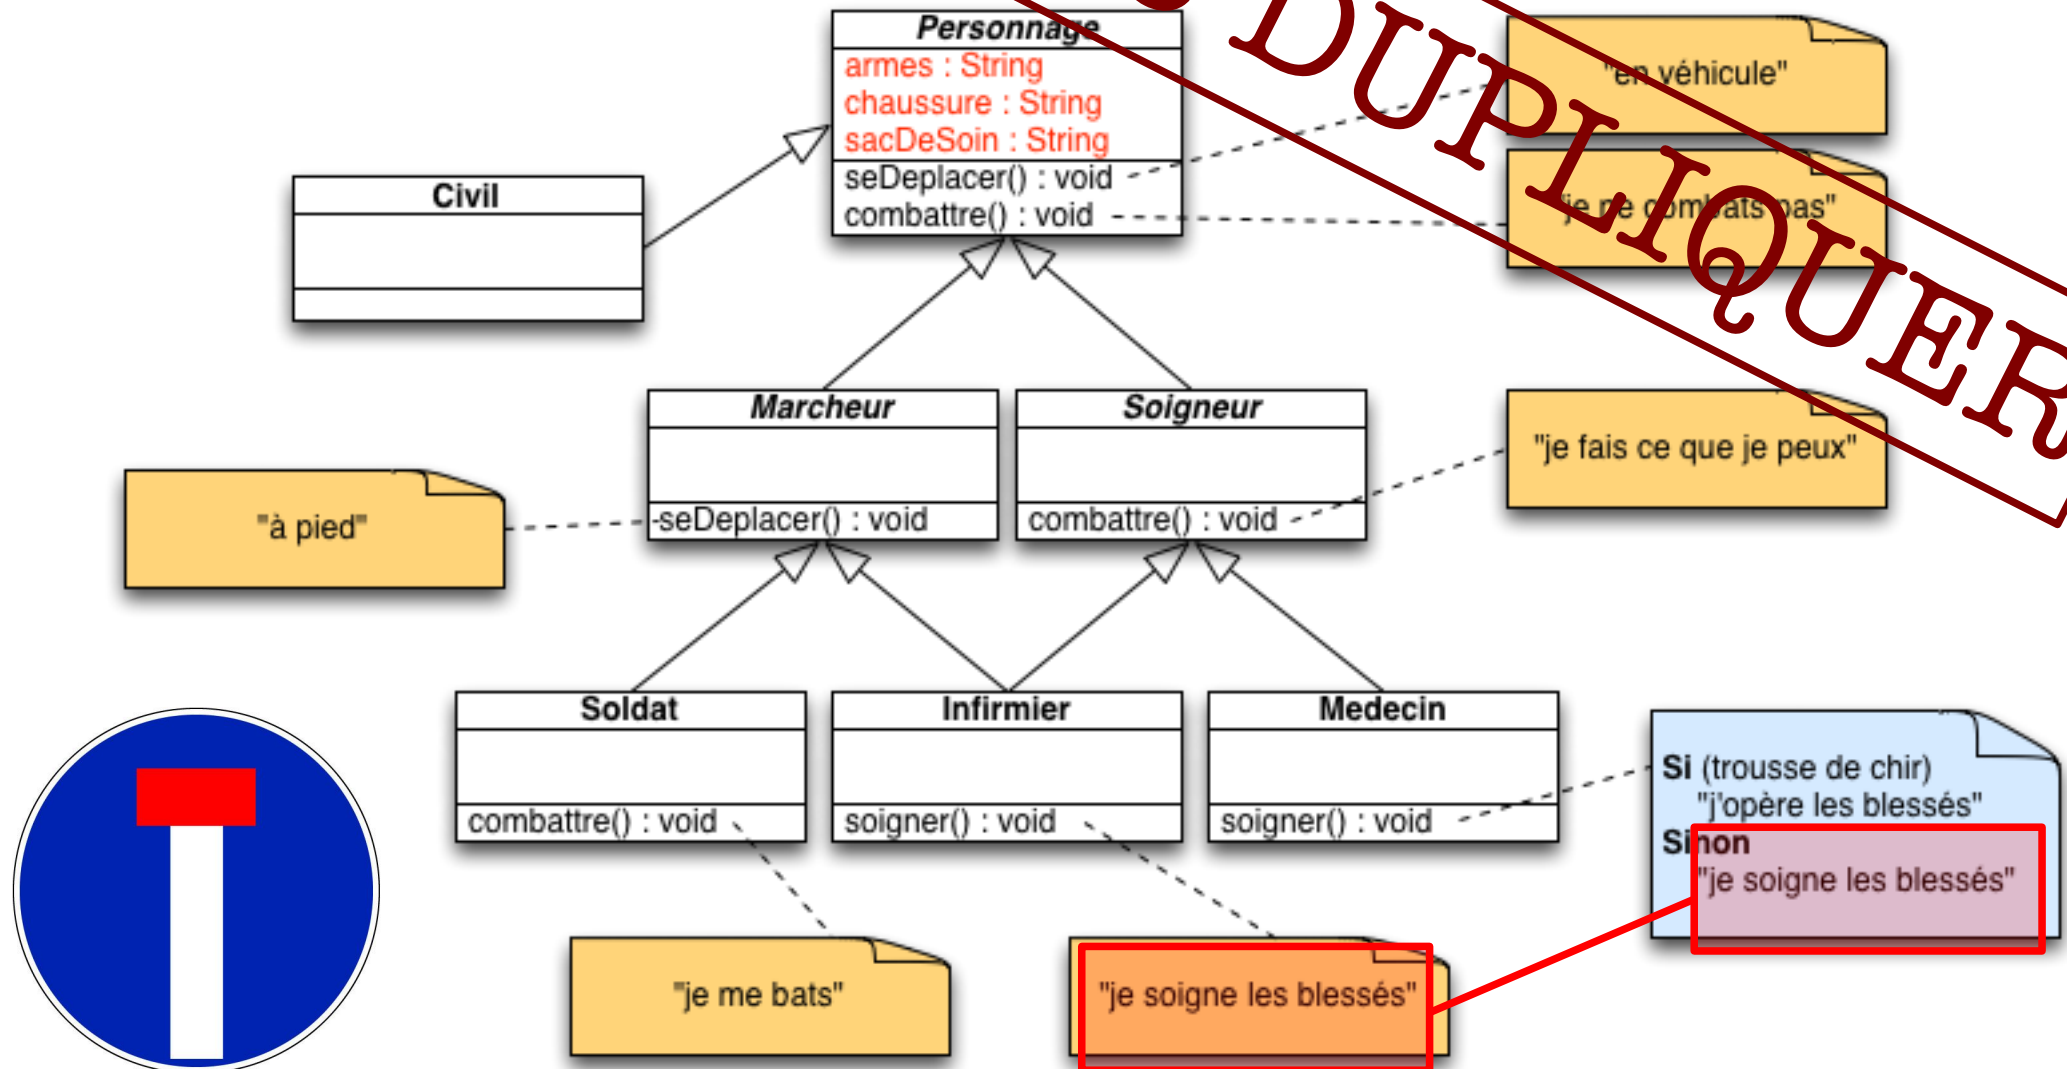 Personnage
armes : String
chaussure : String
sacDeSoin : String
seDeplacer() : void
combattre() : void
"en véhicule"
"je ne combats pas"
DUPLIQUER
Civil
Marcheur
-seDeplacer() : void
Soigneur
combattre() : void
"je fais ce que je peux"
"à pied"
Soldat
combattre() : void
Infirmier
soigner() : void
Medecin
soigner() : void
Si (trousse de chir)
"j'opère les blessés"
Sinon
"je soigne les blessés"
"je me bats"
"je soigne les blessés"